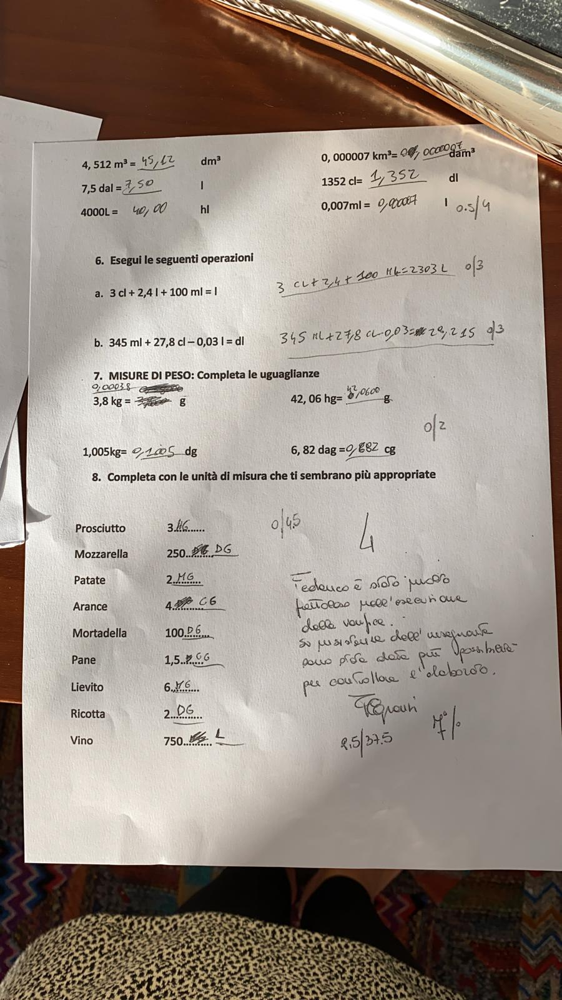 4, 512 m³ = 45,12 dm³
0, 000007 km³= 0000007 dam³
7,5 dal = 7,50 l
1352 cl= 1,352 dl
4000L = 40,00 hl
0,007ml = 0,000007 l
0.5/4
6. Esegui le seguenti operazioni
a. 3 cl + 2,4 l + 100 ml = l
3 CL + 2,4 + 100 ML = 2303 L 0/3
b. 345 ml + 27,8 cl – 0,03 l = dl
345 ML + 27,8 CL - 0,03 = 29,215 0/3
7. MISURE DI PESO: Completa le uguaglianze
0,00038
3,8 kg = g
42, 06 hg= 42,0600 g
0/2
1,005kg= 0,1005 dg
6, 82 dag =0,682 cg
8. Completa con le unità di misura che ti sembrano più appropriate
Prosciutto 3.HG......
0/4.5
4
Mozzarella 250.......... DG
Patate 2.MG
Arance 4............ CG
Mortadella 100.DG
Pane 1,5....CG
Lievito 6.
Ricotta 2. DG
Vino 750.......... L
Federico è stato molto
frettoloso nell'esecuzione
della verifica.
Su insistenza dell'insegnante
sono state date più possibilità
per controllare l'elaborato.
2,5/37.5
7%